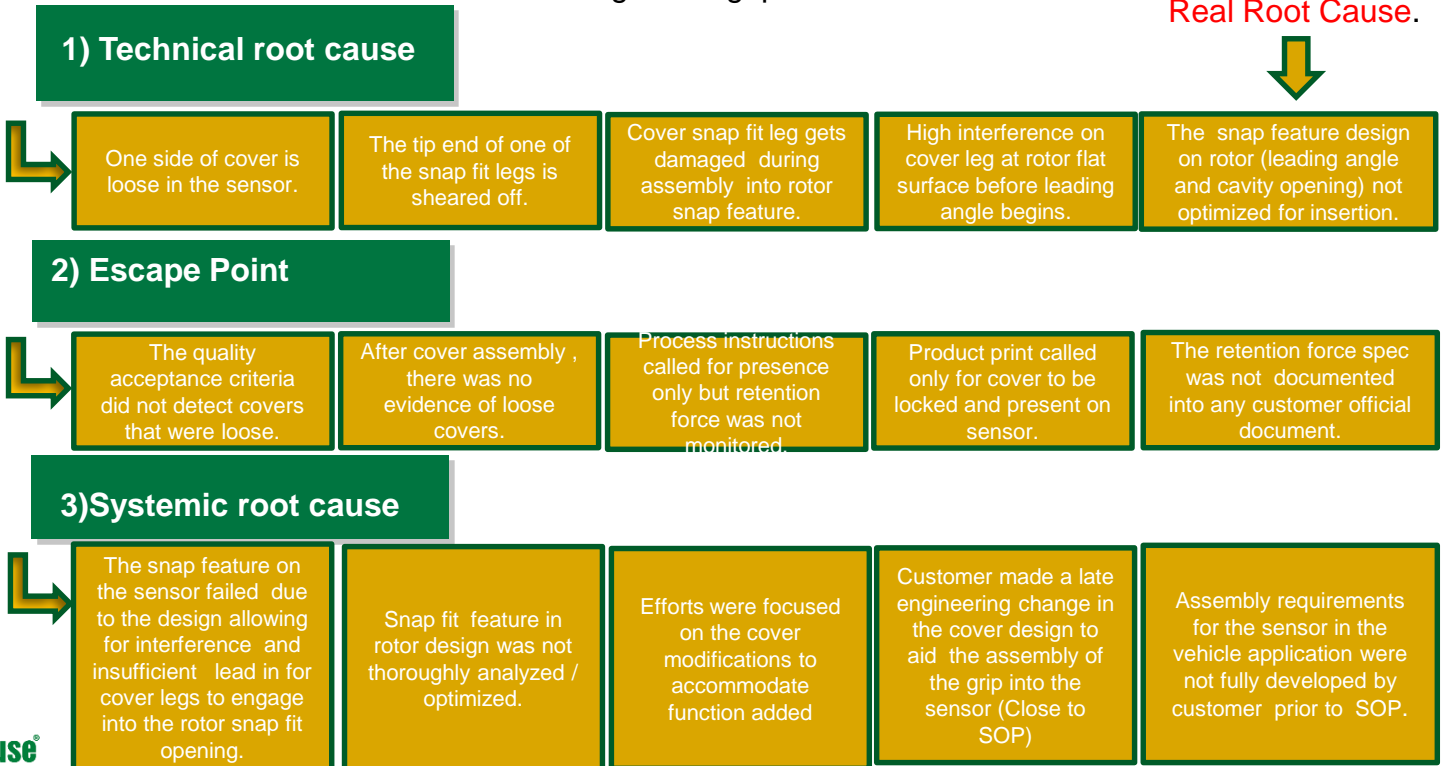 Real Root Cause.
1) Technical root cause
One side of cover is
loose in the sensor.
The tip end of one of
the snap fit legs is
sheared off.
Cover snap fit leg gets
damaged during
assembly into rotor
snap feature.
High interference on
cover leg at rotor flat
surface before leading
angle begins.
The snap feature design
on rotor (leading angle
and cavity opening) not
optimized for insertion.
2) Escape Point
The quality
acceptance criteria
did not detect covers
that were loose.
After cover assembly ,
there was no
evidence of loose
covers.
Process instructions
called for presence
only but retention
force was not
monitored.
Product print called
only for cover to be
locked and present on
sensor.
The retention force spec
was not documented
into any customer official
document.
3)Systemic root cause
The snap feature on
the sensor failed due
to the design allowing
for interference and
insufficient lead in for
cover legs to engage
into the rotor snap fit
opening.
Snap fit feature in
rotor design was not
thoroughly analyzed /
optimized.
Efforts were focused
on the cover
modifications to
accommodate
function added
Customer made a late
engineering change in
the cover design to
aid the assembly of
the grip into the
sensor (Close to
SOP)
Assembly requirements
for the sensor in the
vehicle application were
not fully developed by
customer prior to SOP.